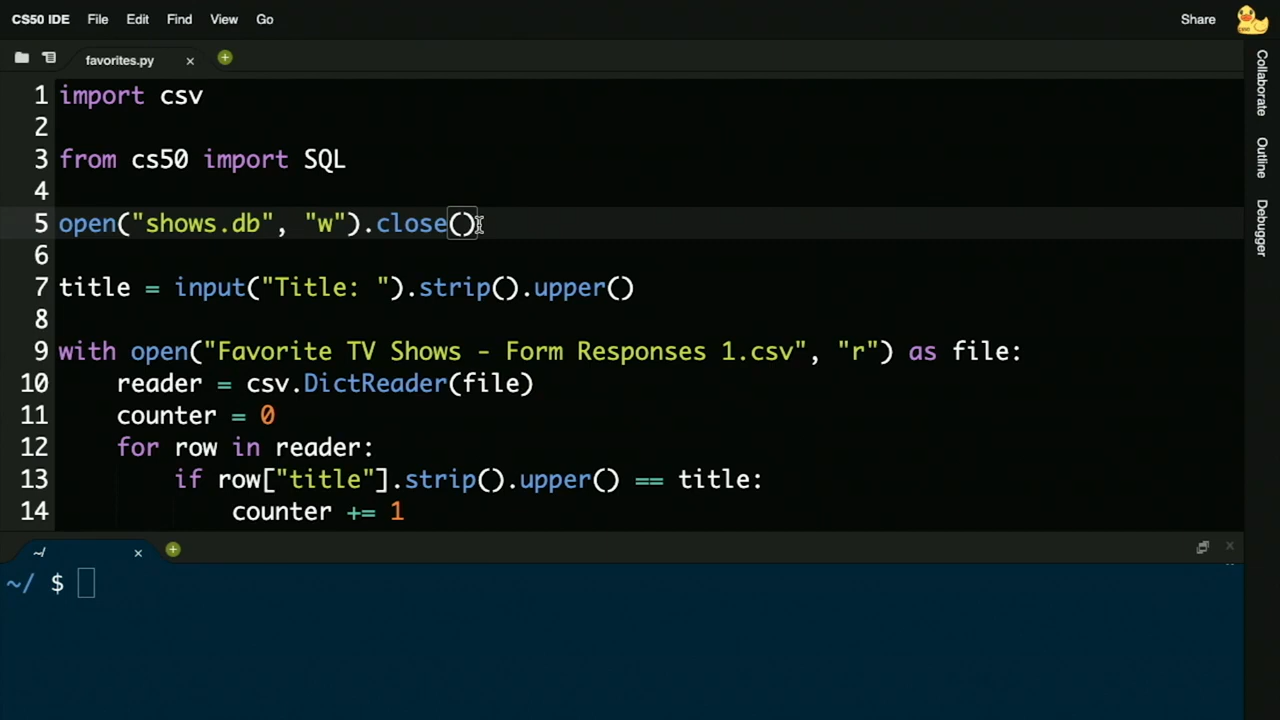 CS50 IDE File Edit Find View Go Share
favorites.py
1 import csv
2
3 from cs50 import SQL
4
5 open("shows.db", "w").close()
6
7 title = input("Title: ").strip().upper()
8
9 with open("Favorite TV Shows - Form Responses 1.csv", "r") as file:
10 reader = csv.DictReader(file)
11 counter = 0
12 for row in reader:
13 if row["title"].strip().upper() == title:
14 counter += 1
~/
~/ $
Collaborate
Outline
Debugger